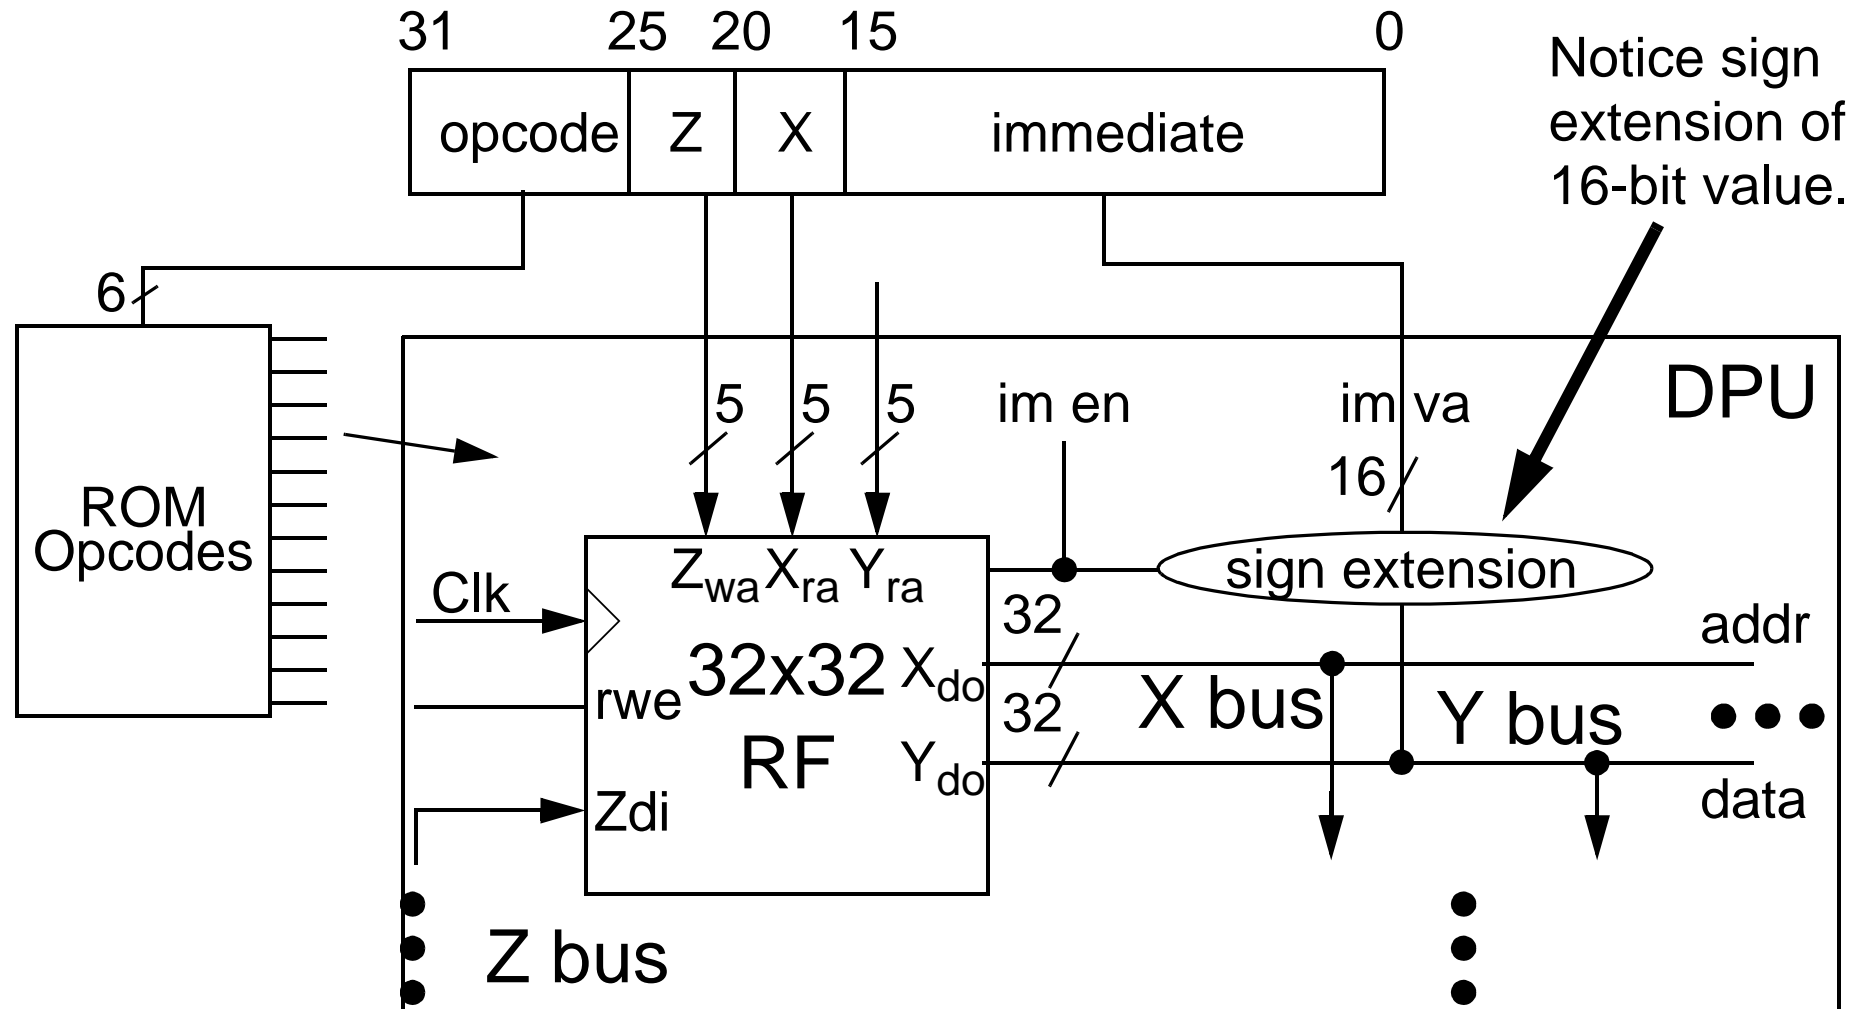 31 25 20 15 0
opcode Z X immediate
Notice sign
extension of
16-bit value.
6
ROM
Opcodes
DPU
5 5 5
im en
im va
16
Zwa Xra Yra
sign extension
Clk
32
addr
32x32
Xdo
rwe
32
X bus
Y bus
RF
Ydo
Zdi
data
Z bus